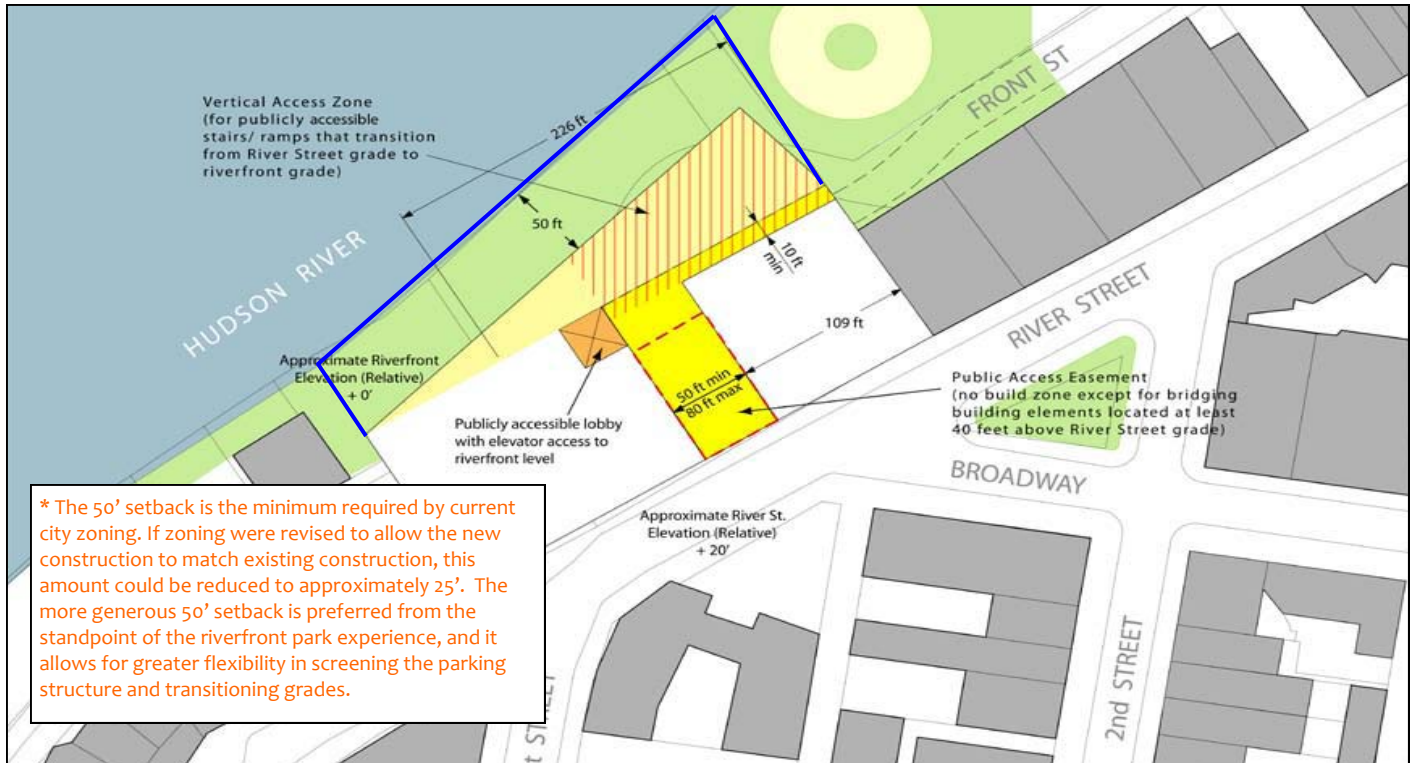 Vertical Access Zone
(for publicly accessible
stairs/ ramps that transition
from River Street grade to
riverfront grade)
226 ft
FRONT ST
50 ft
HUDSON RIVER
10 ft
min
RIVER STREET
109 ft
Approximate Riverfront
Elevation (Relative)
+ 0'
50 ft min
80 ft max
Public Access Easement
(no build zone except for bridging
building elements located at least
40 feet above River Street grade)
Publicly accessible lobby
with elevator access to
riverfront level
BROADWAY
* The 50' setback is the minimum required by current
city zoning. If zoning were revised to allow the new
construction to match existing construction, this
amount could be reduced to approximately 25'.  The
more generous 50' setback is preferred from the
standpoint of the riverfront park experience, and it
allows for greater flexibility in screening the parking
structure and transitioning grades.
Approximate River St.
Elevation (Relative)
+ 20'
2nd STREET
t STREET